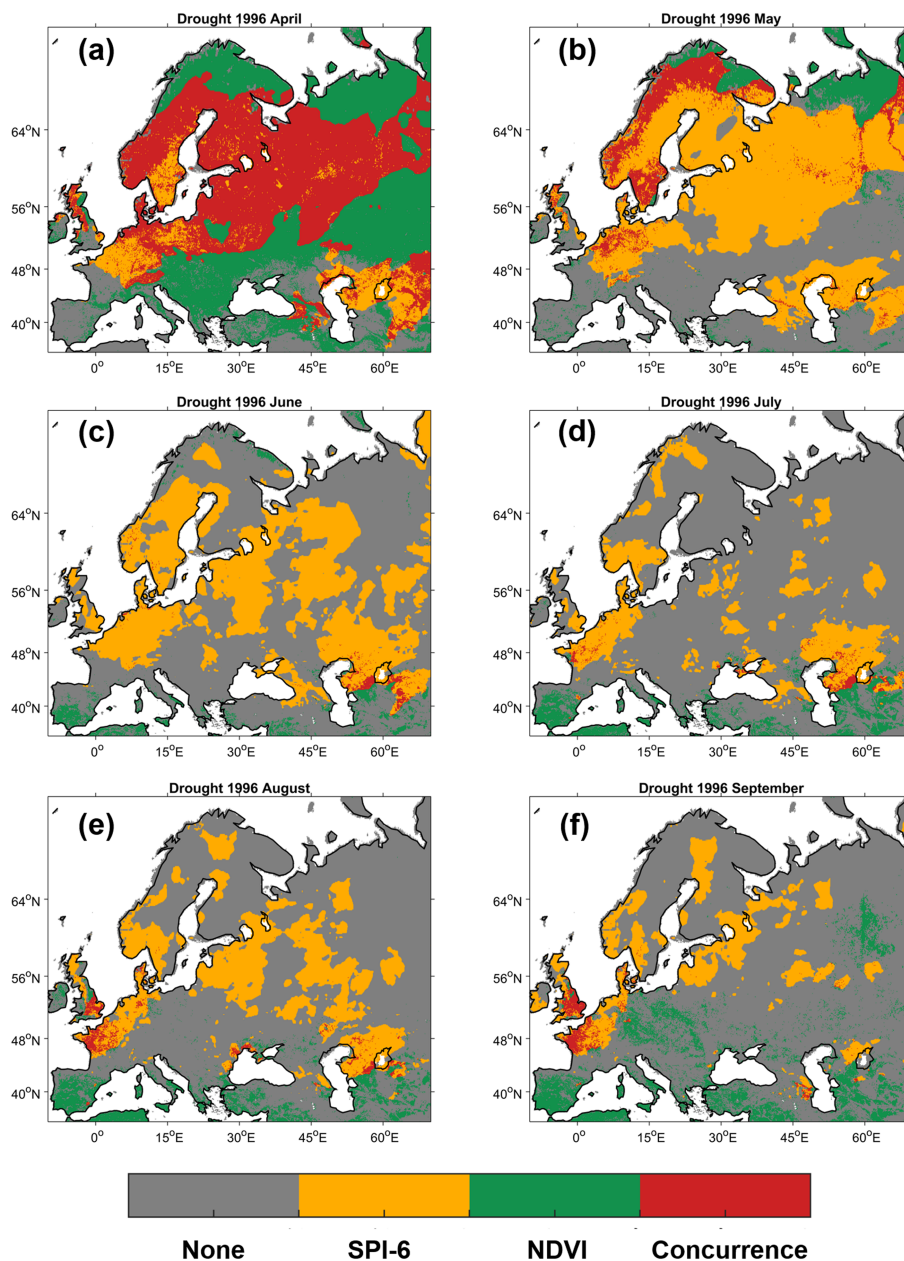 Drought 1996 April
(a)
64°N
56°N
48°N
40°N
0° 15°E 30°E 45°E 60°E
Drought 1996 May
(b)
64°N
56°N
48°N
40°N
0° 15°E 30°E 45°E 60°E
Drought 1996 June
(c)
64°N
56°N
48°N
40°N
0° 15°E 30°E 45°E 60°E
Drought 1996 July
(d)
64°N
56°N
48°N
40°N
0° 15°E 30°E 45°E 60°E
Drought 1996 August
(e)
64°N
56°N
48°N
40°N
0° 15°E 30°E 45°E 60°E
Drought 1996 September
(f)
64°N
56°N
48°N
40°N
0° 15°E 30°E 45°E 60°E
None SPI-6 NDVI Concurrence